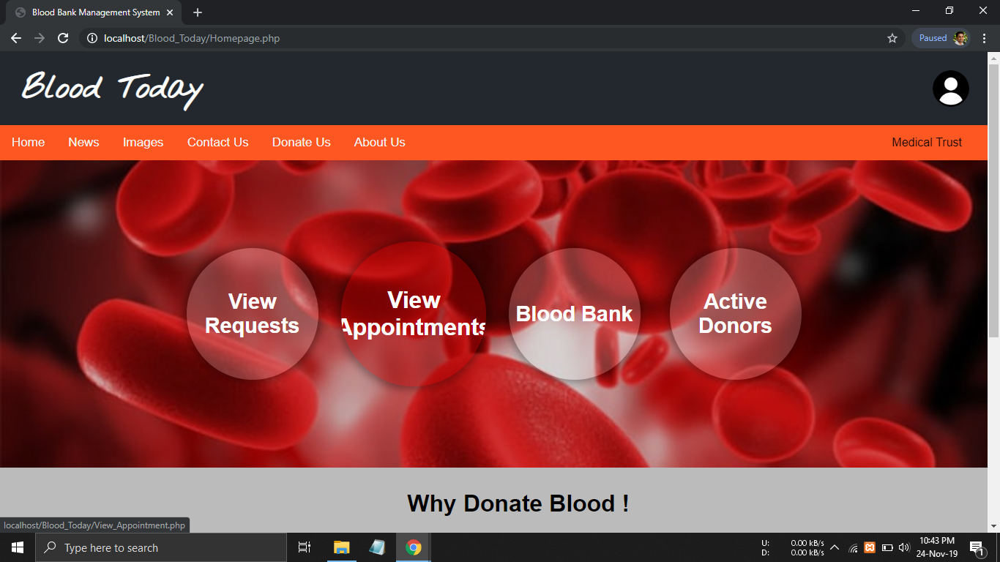 Blood Bank Management System
localhost/Blood_Today/Homepage.php
Paused
Blood Today
Home News Images Contact Us Donate Us About Us Medical Trust
View
Requests
View
Appointments
Blood Bank
Active
Donors
Why Donate Blood !
localhost/Blood_Today/View_Appointment.php
Type here to search
U: 0.00 kB/s
D: 0.00 kB/s
10:43 PM
24-Nov-19
1